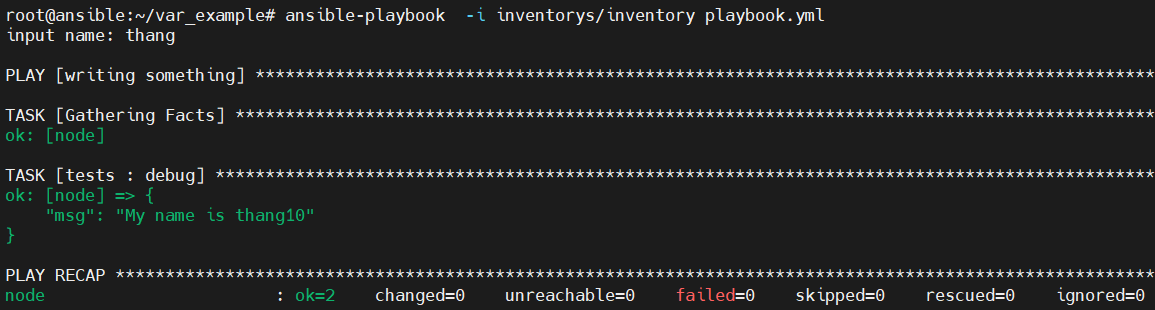 root@ansible:~/var_example# ansible-playbook  -i inventorys/inventory playbook.yml
input name: thang
PLAY [writing something] ******************************************************************************************
TASK [Gathering Facts] ********************************************************************************************
ok: [node]
TASK [tests : debug] **********************************************************************************************
ok: [node] => {
    "msg": "My name is thang10"
}
PLAY RECAP ********************************************************************************************************
node                       : ok=2    changed=0    unreachable=0    failed=0    skipped=0    rescued=0    ignored=0